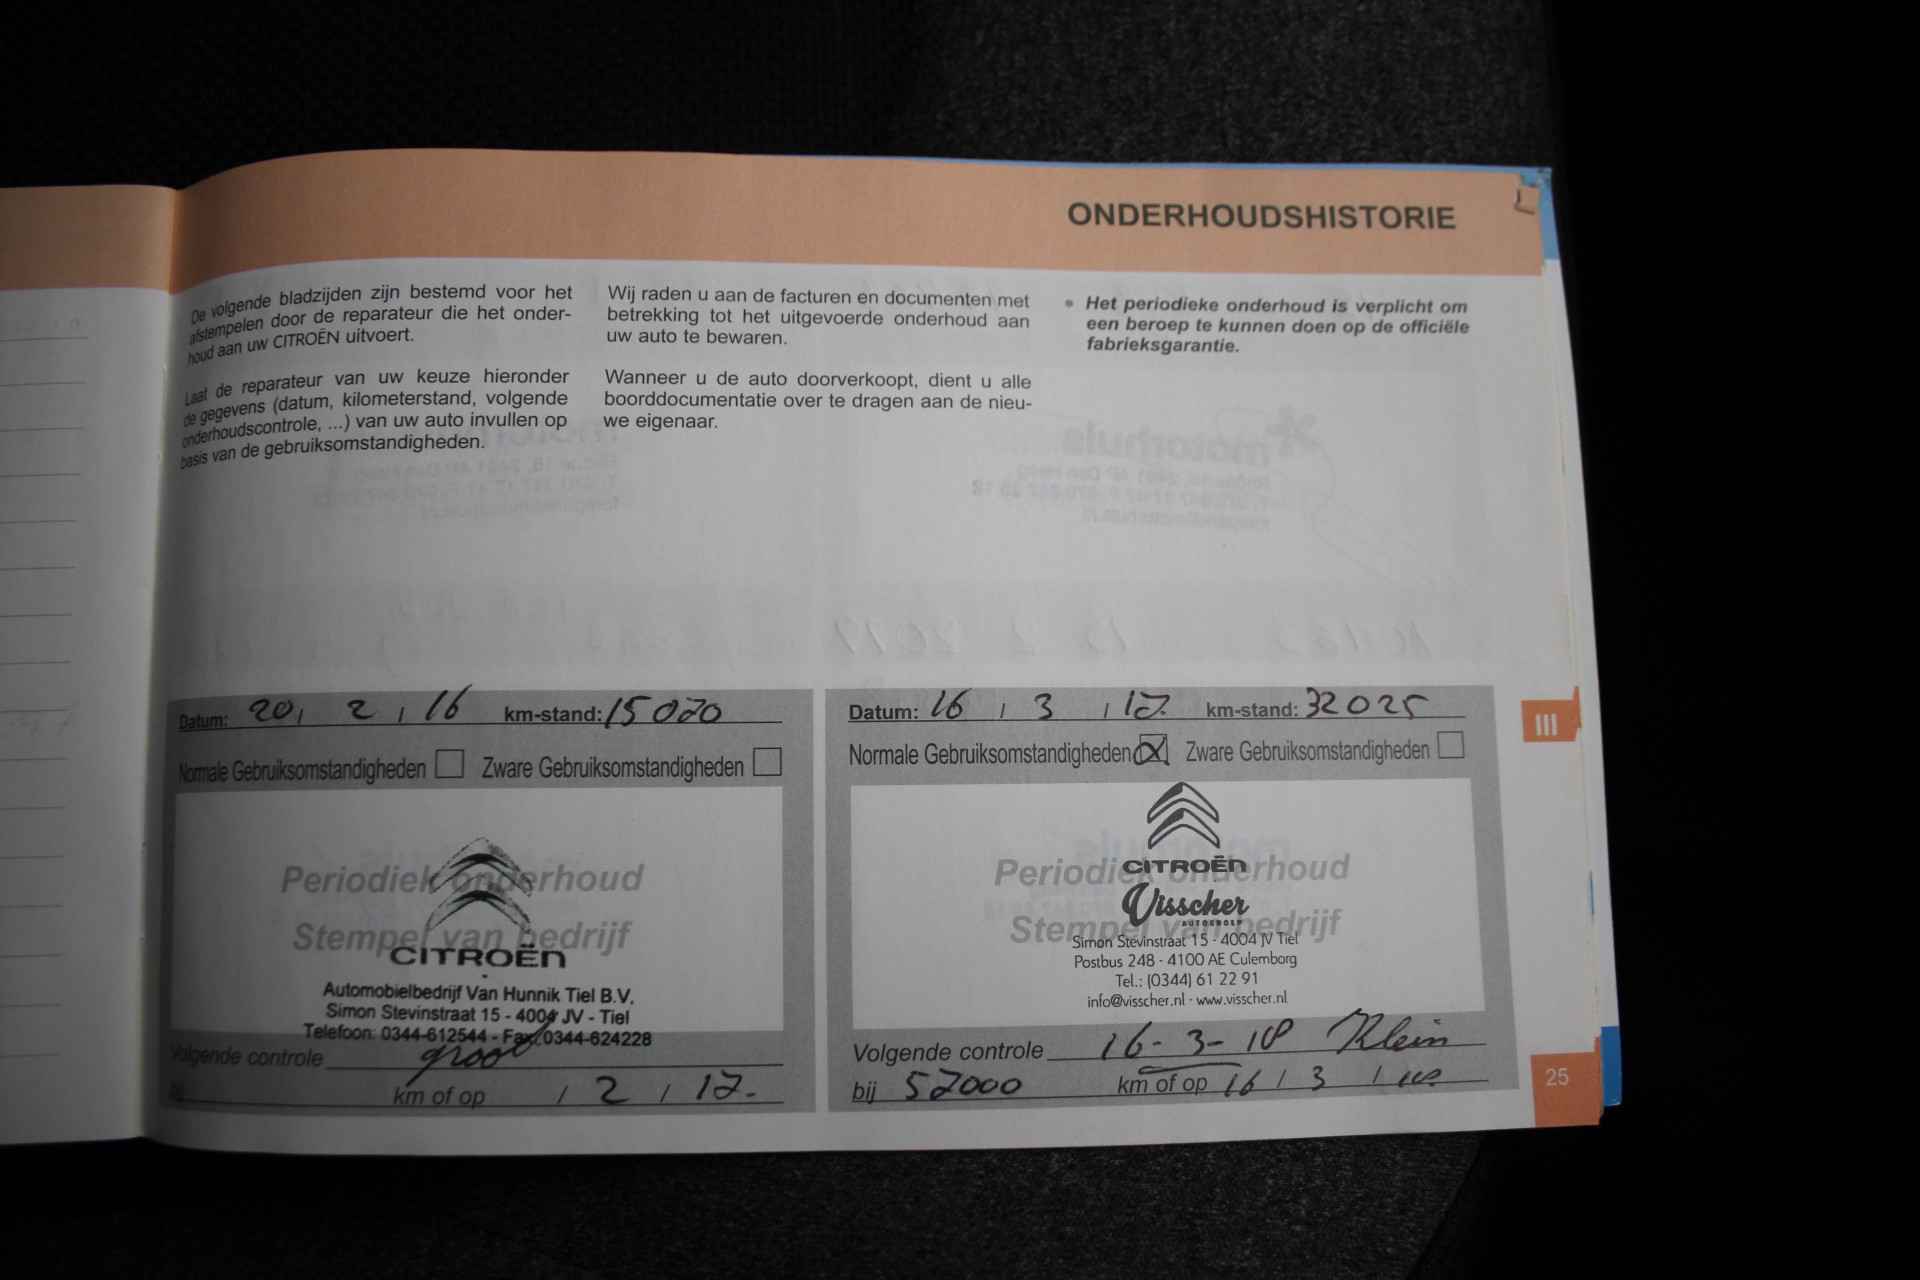 ONDERHOUDSHISTORIE
De volgende bladzijden zijn bestemd voor het
afstempelen door de reparateur die het onder-
houd aan uw CITROËN uitvoert.
Laat de reparateur van uw keuze hieronder
de gegevens (datum, kilometerstand, volgende
onderhoudscontrole, ...) van uw auto invullen op
basis van de gebruiksomstandigheden.
Wij raden u aan de facturen en documenten met
betrekking tot het uitgevoerde onderhoud aan
uw auto te bewaren.
Wanneer u de auto doorverkoopt, dient u alle
boorddocumentatie over te dragen aan de nieu-
we eigenaar.
• Het periodieke onderhoud is verplicht om
een beroep te kunnen doen op de officiële
fabrieksgarantie.
Datum: 20 / 2 / 16 km-stand: 15020
Normale Gebruiksomstandigheden Zware Gebruiksomstandigheden
Periodiek onderhoud
Stempel van bedrijf
CITROËN
Automobielbedrijf Van Hunnik Tiel B.V.
Simon Stevinstraat 15 - 4004 JV - Tiel
Telefoon: 0344-612544 - Fax: 0344-624228
Volgende controle groot
bij km of op / 2 / 17.
Datum: 16 / 3 / 17. km-stand: 32025
Normale Gebruiksomstandigheden Zware Gebruiksomstandigheden
Periodiek onderhoud
Stempel van bedrijf
CITROËN
Visscher
AUTOGROEP
Simon Stevinstraat 15 - 4004 JV Tiel
Postbus 248 - 4100 AE Culemborg
Tel.: (0344) 61 22 91
info@visscher.nl - www.visscher.nl
Volgende controle 16-3-18 Klein
bij 52000 km of op 16 / 3 / 18.
III
25